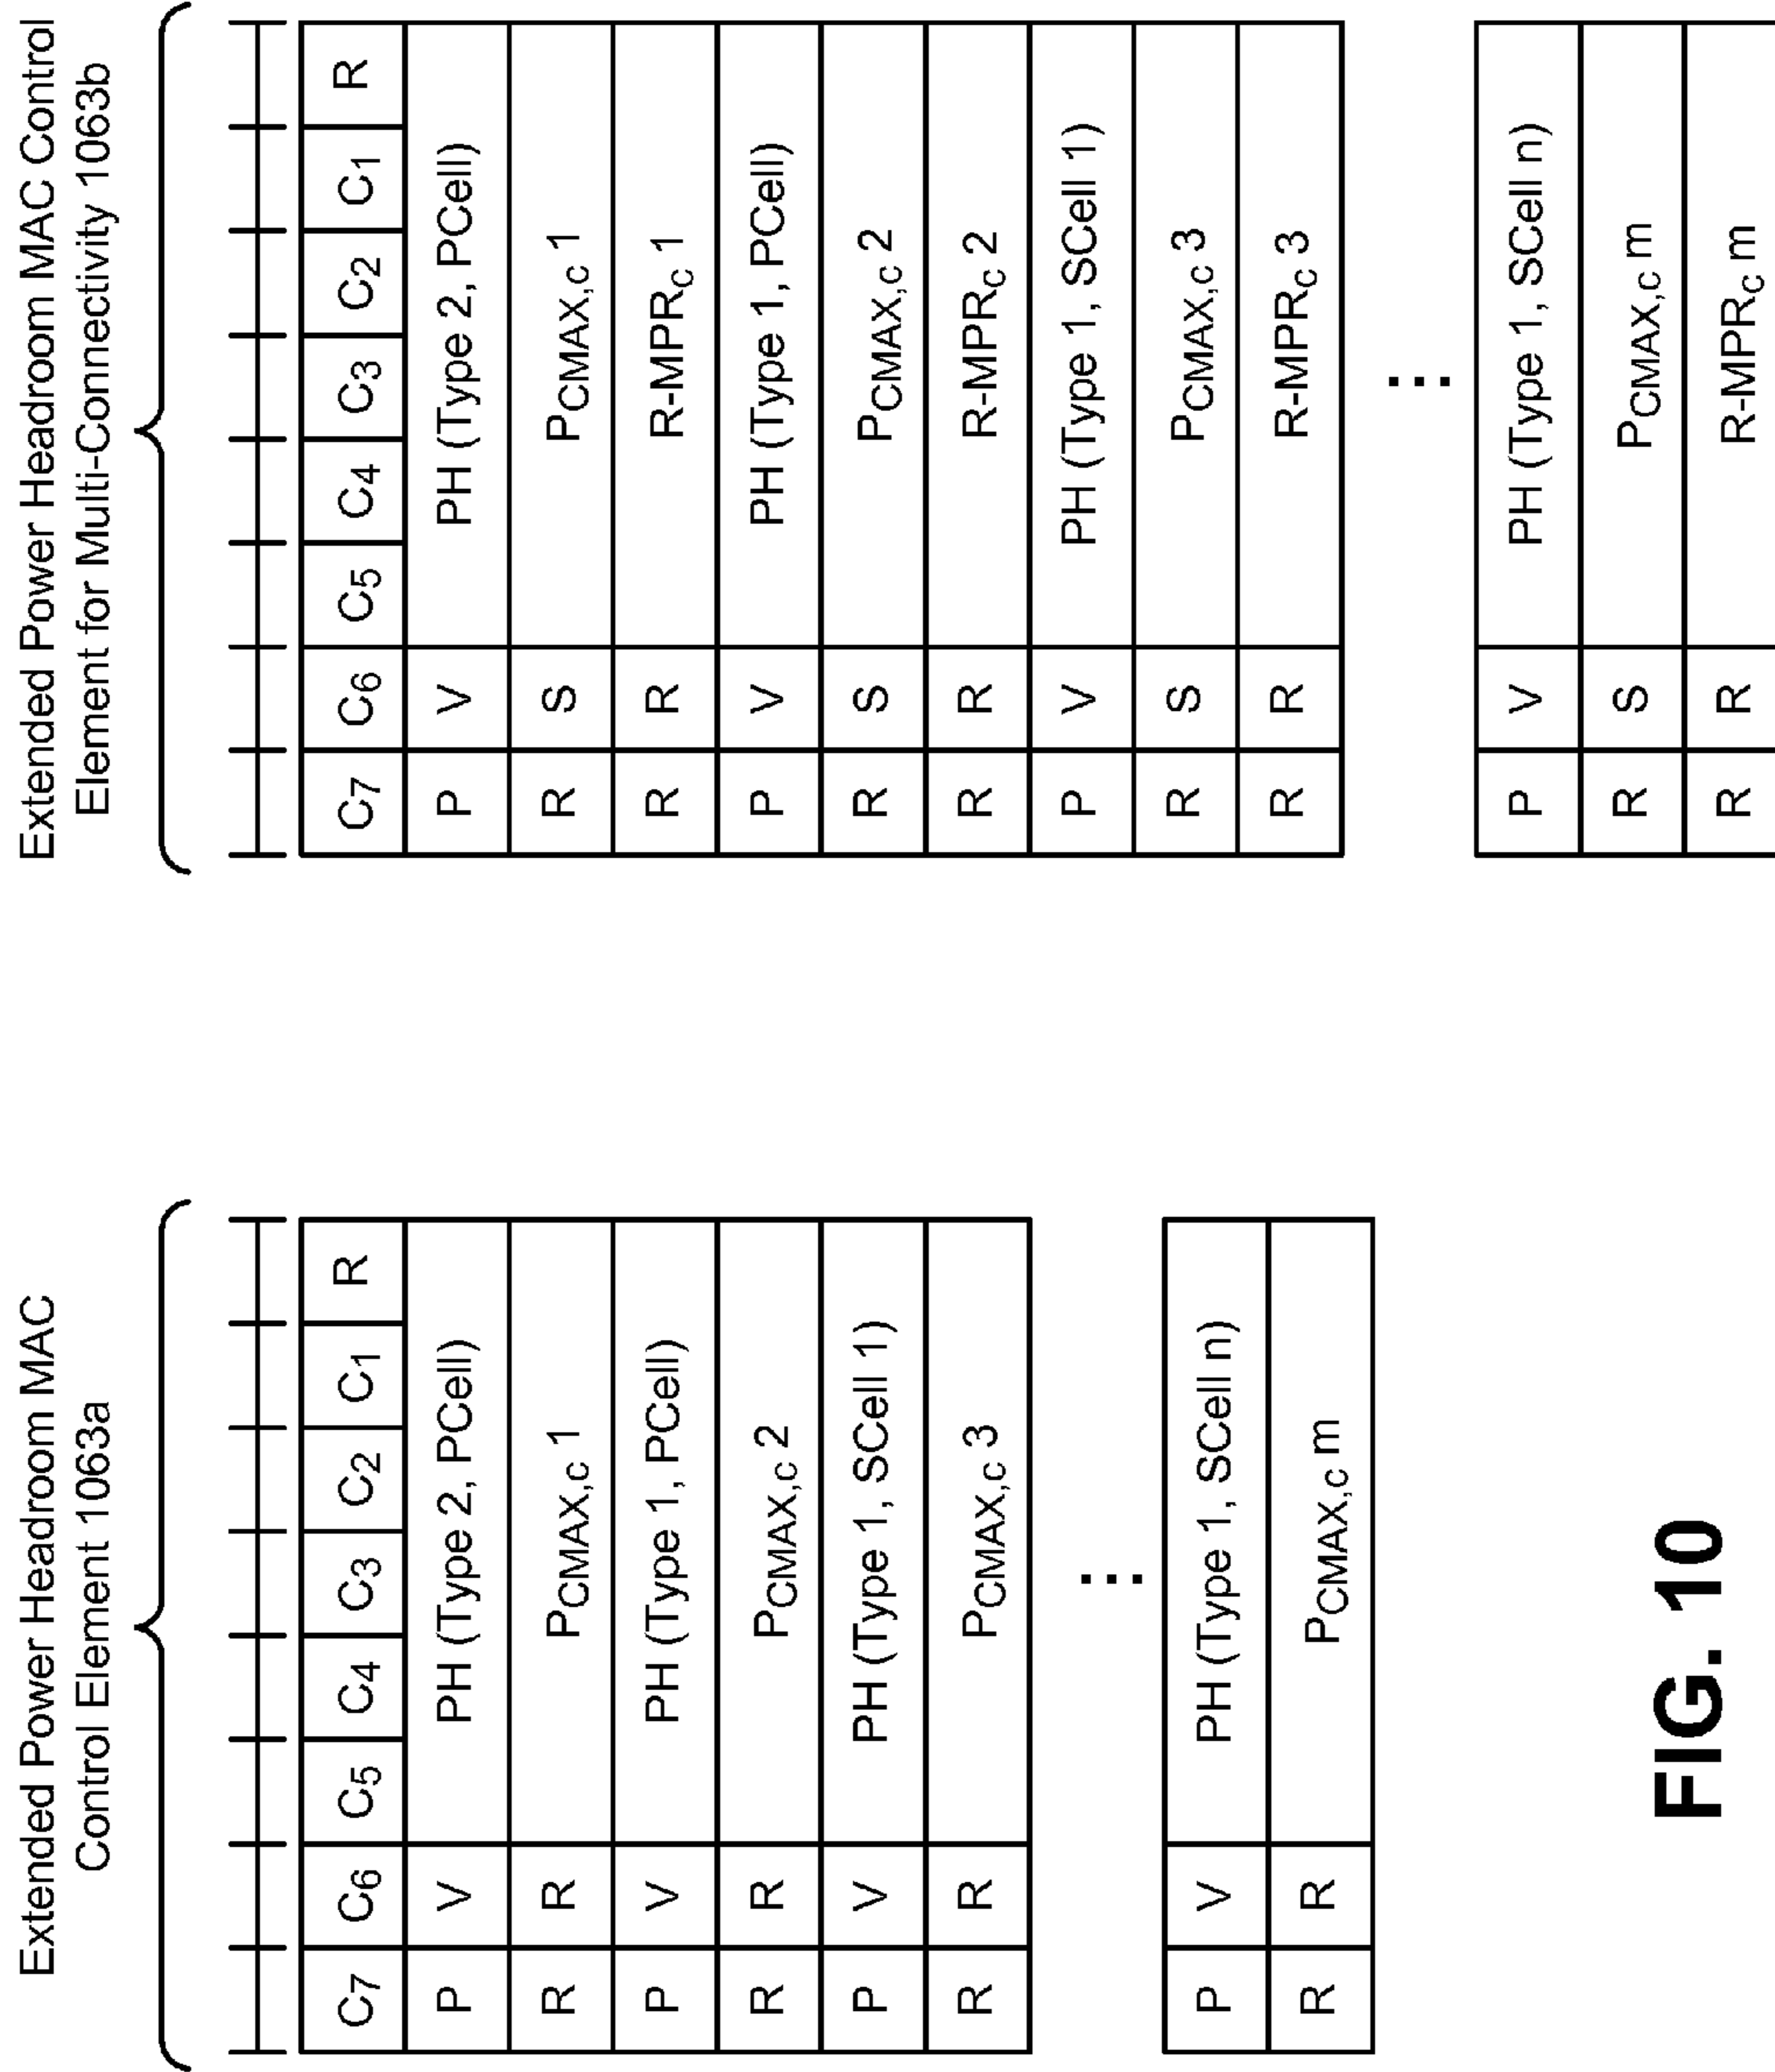 Extended Power Headroom MAC
Control Element 1063a
C7 C6 C5 C4 C3 C2 C1 R
P V PH (Type 2, PCell)
R R PCMAX,c 1
P V PH (Type 1, PCell)
R R PCMAX,c 2
P V PH (Type 1, SCell 1)
R R PCMAX,c 3
...
P V PH (Type 1, SCell n)
R R PCMAX,c m
Extended Power Headroom MAC Control
Element for Multi-Connectivity 1063b
C7 C6 C5 C4 C3 C2 C1 R
P V PH (Type 2, PCell)
R S PCMAX,c 1
R R R-MPRc 1
P V PH (Type 1, PCell)
R S PCMAX,c 2
R R R-MPRc 2
P V PH (Type 1, SCell 1)
R S PCMAX,c 3
R R R-MPRc 3
...
P V PH (Type 1, SCell n)
R S PCMAX,c m
R R R-MPRc m
FIG. 10